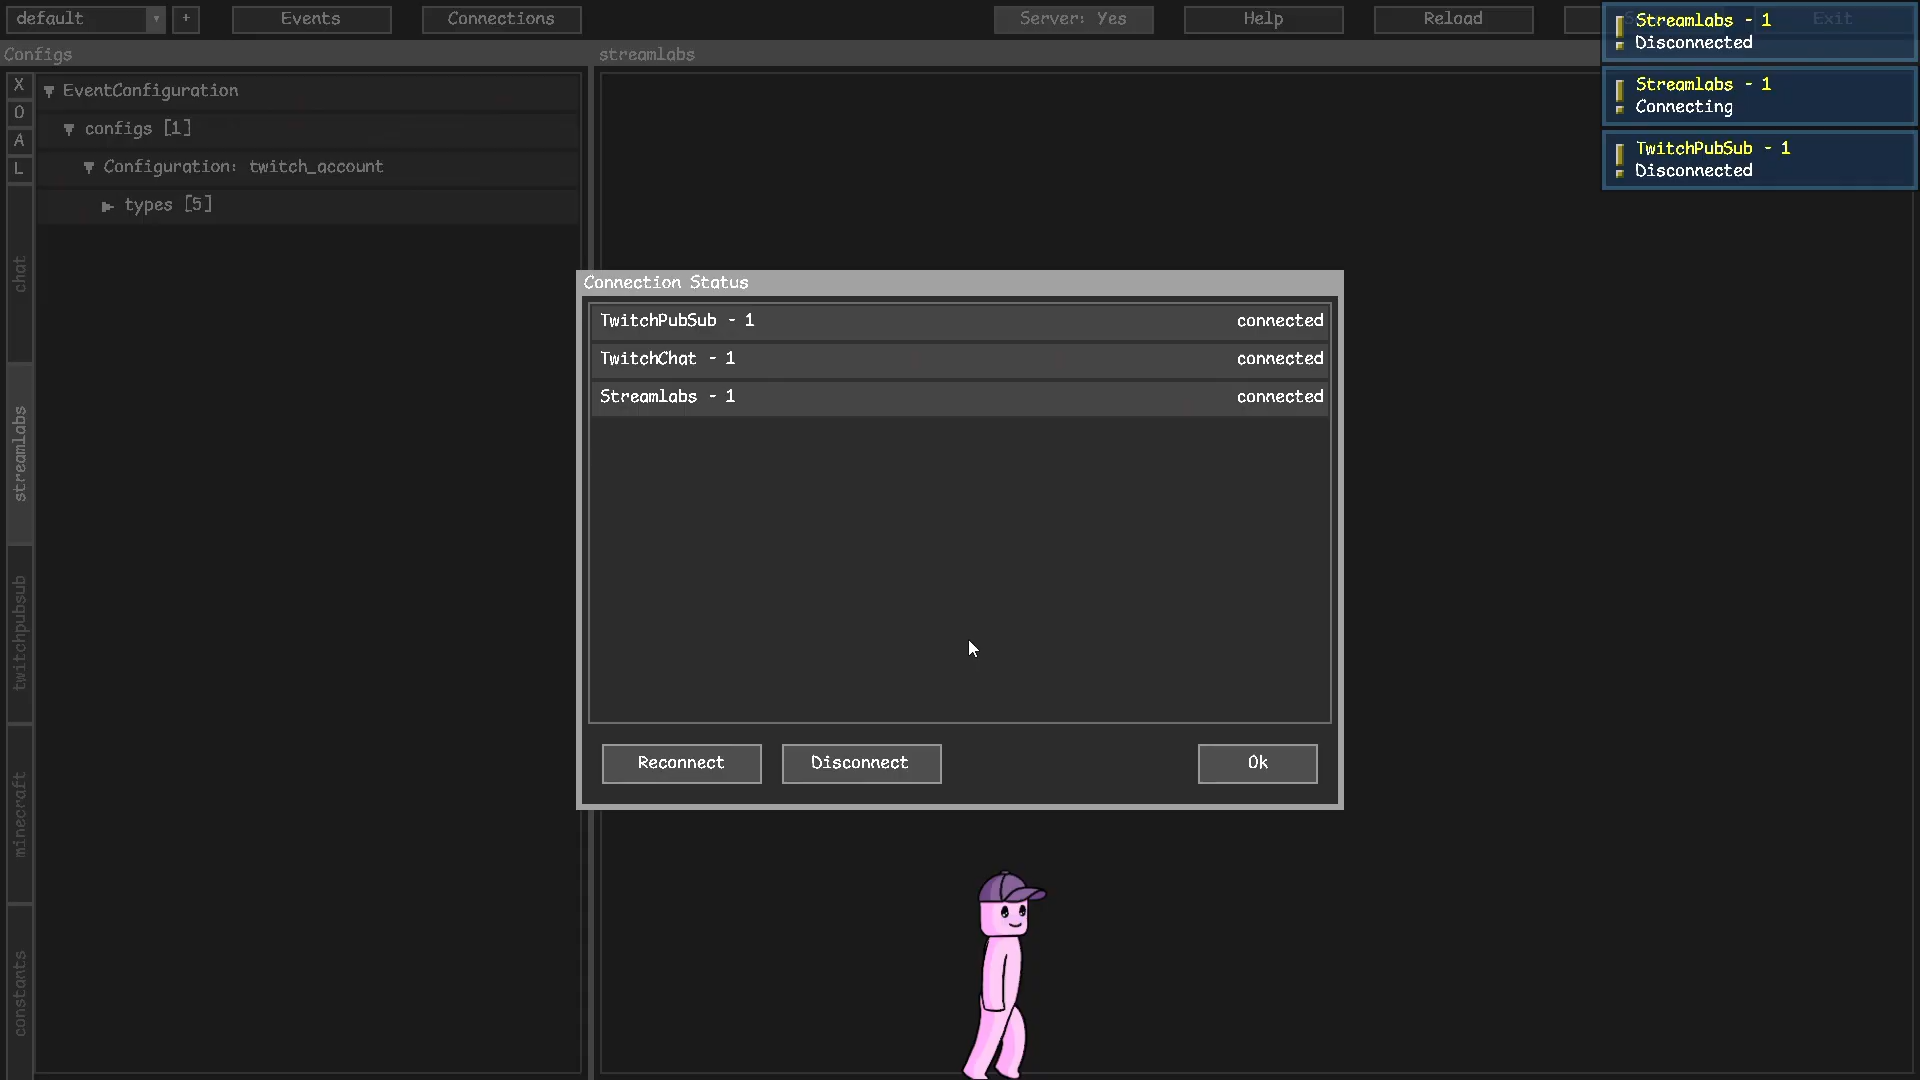 default
+
Events
Connections
Server: Yes
Help
Reload
Exit
Configs
streamlabs
X
O
A
L
chat
streamlabs
twitchpubsub
minecraft
constants
EventConfiguration
configs [1]
Configuration: twitch_account
types [5]
Connection Status
TwitchPubSub - 1 connected
TwitchChat - 1 connected
Streamlabs - 1 connected
Reconnect
Disconnect
Ok
Streamlabs - 1
Disconnected
Streamlabs - 1
Connecting
TwitchPubSub - 1
Disconnected